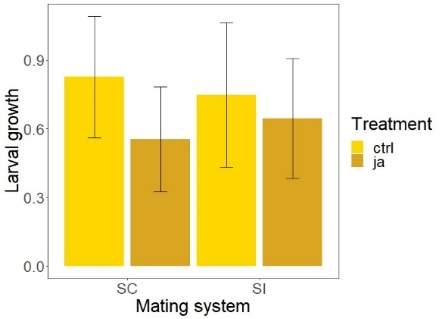 Larval growth
0.9
0.6
0.3
0.0
SC SI
Mating system
Treatment
ctrl
ja